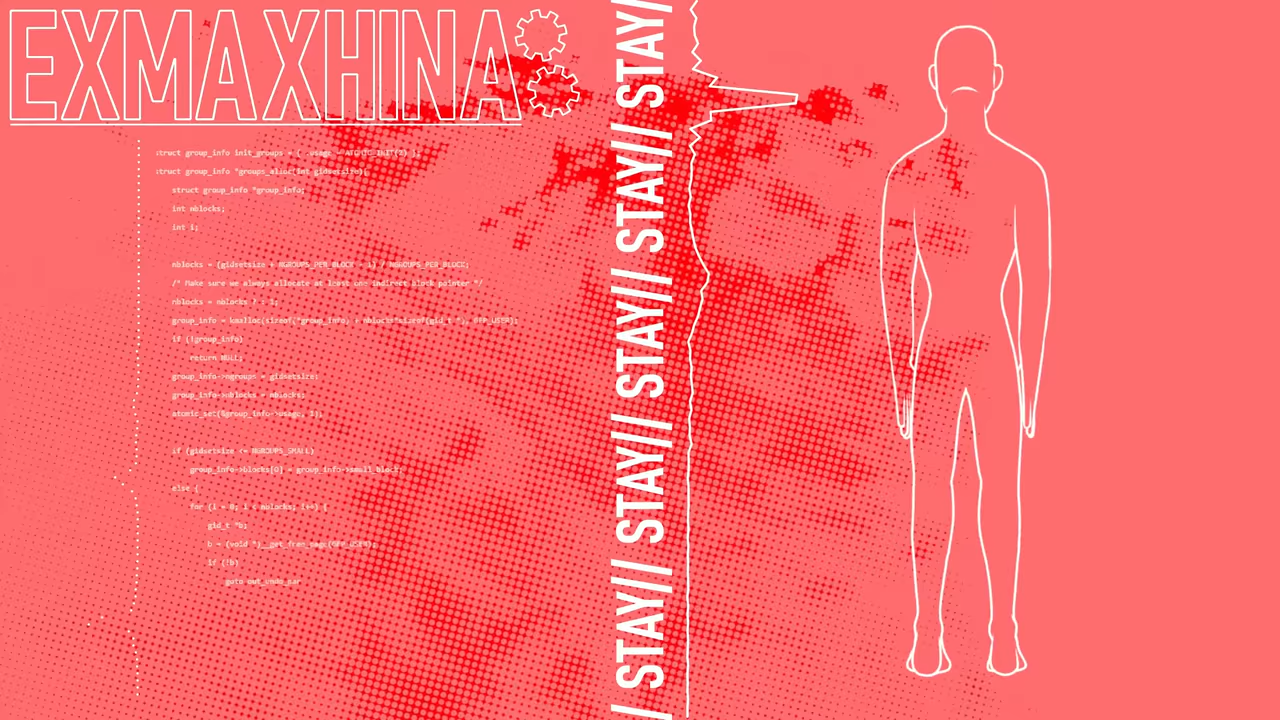 EXMAXHINA
:truct group_info init_groups = { .usage = ATOMIC_INIT(2) };
:truct group_info *groups_alloc(int gidsetsize){
struct group_info *group_info;
int nblocks;
int i;
nblocks = (gidsetsize + NGROUPS_PER_BLOCK - 1) / NGROUPS_PER_BLOCK;
/* Make sure we always allocate at least one indirect block pointer */
nblocks = nblocks ? : 1;
group_info = kmalloc(sizeof(*group_info) + nblocks*sizeof(gid_t *), GFP_USER);
if (!group_info)
return NULL;
group_info->ngroups = gidsetsize;
group_info->nblocks = nblocks;
atomic_set(&group_info->usage, 1);
if (gidsetsize <= NGROUPS_SMALL)
group_info->blocks[0] = group_info->small_block;
else {
for (i = 0; i < nblocks; i++) {
gid_t *b;
b = (void *)__get_free_page(GFP_USER);
if (!b)
goto out_undo_par
/ STAY// STAY// STAY// STAY// STAY// STAY/